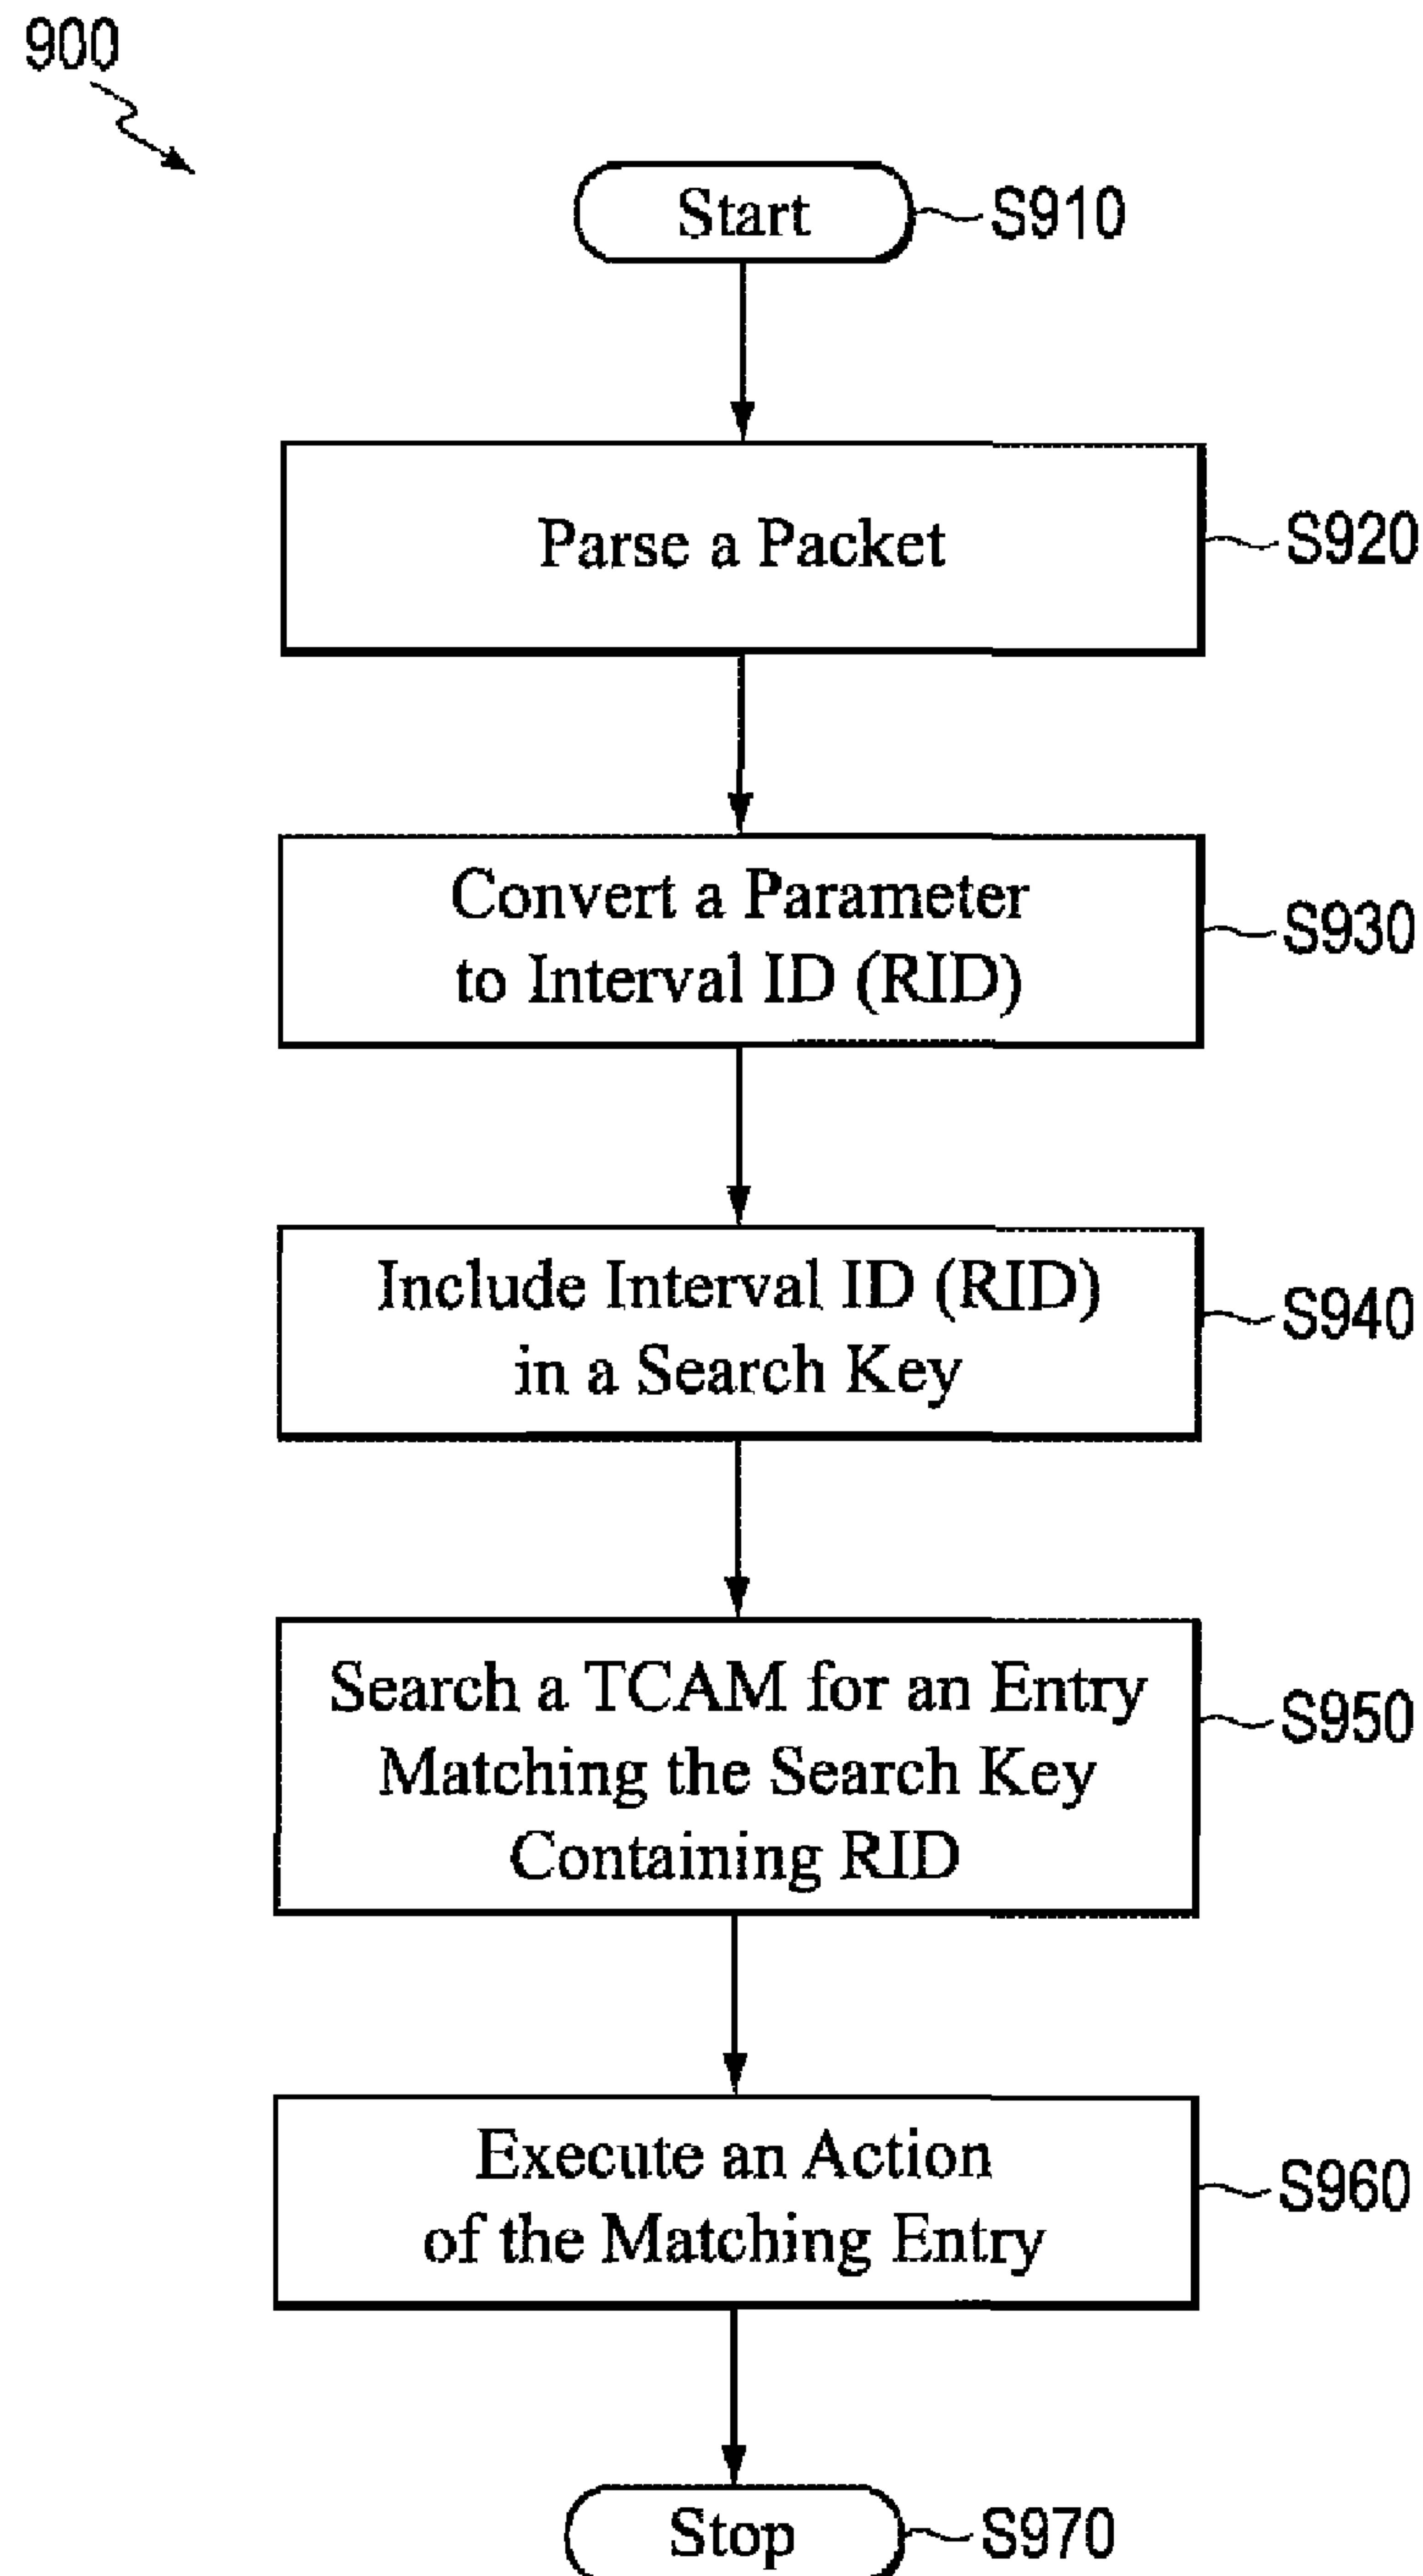 900
Start
S910
Parse a Packet
S920
Convert a Parameter
to Interval ID (RID)
S930
Include Interval ID (RID)
in a Search Key
S940
Search a TCAM for an Entry
Matching the Search Key
Containing RID
S950
Execute an Action
of the Matching Entry
S960
Stop
S970